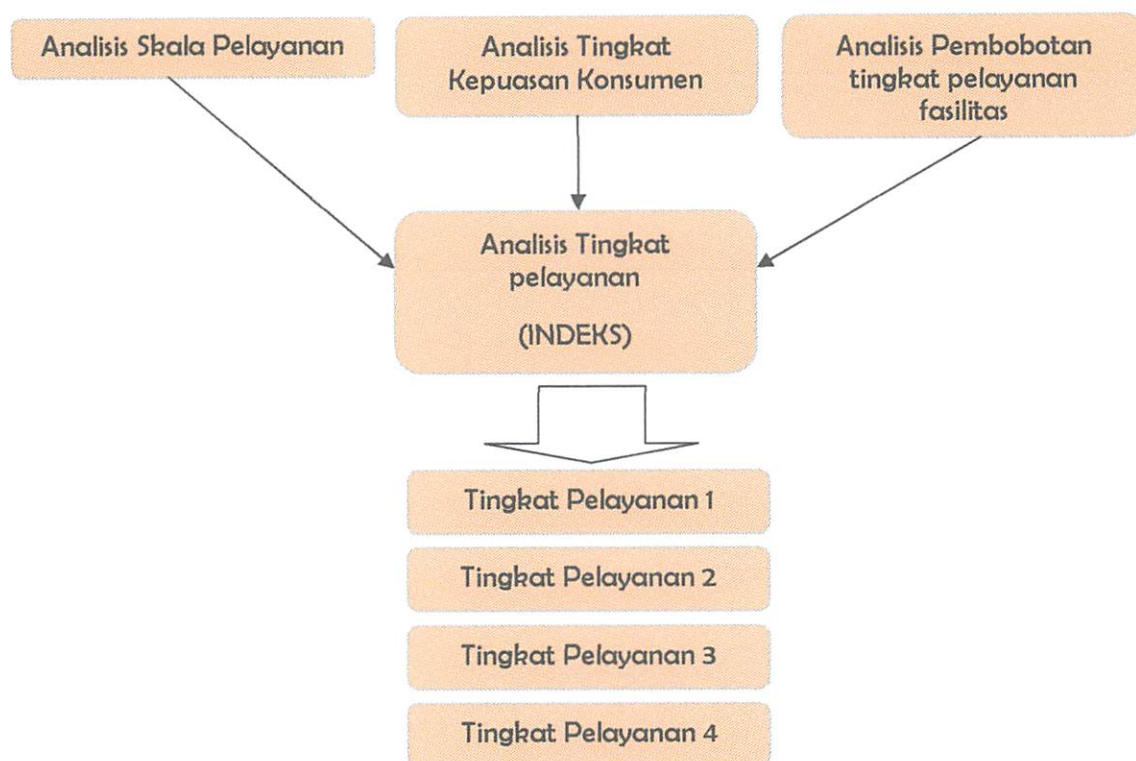 Analisis Skala Pelayanan
Analisis Tingkat
Kepuasan Konsumen
Analisis Pembobotan
tingkat pelayanan
fasilitas
Analisis Tingkat
pelayanan
(INDEKS)
Tingkat Pelayanan 1
Tingkat Pelayanan 2
Tingkat Pelayanan 3
Tingkat Pelayanan 4